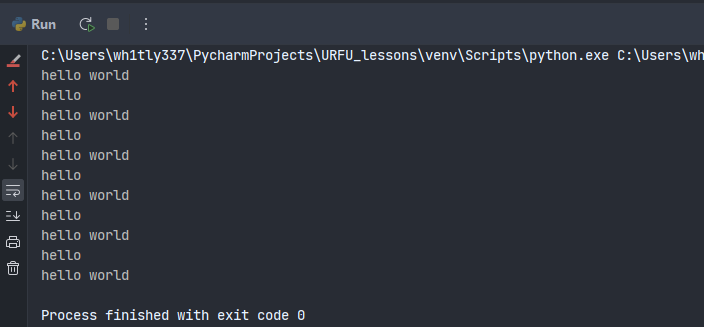 Run
C:\Users\wh1tly337\PycharmProjects\URFU_lessons\venv\Scripts\python.exe C:\Users\wh
hello world
hello
hello world
hello
hello world
hello
hello world
hello
hello world
hello
hello world
Process finished with exit code 0